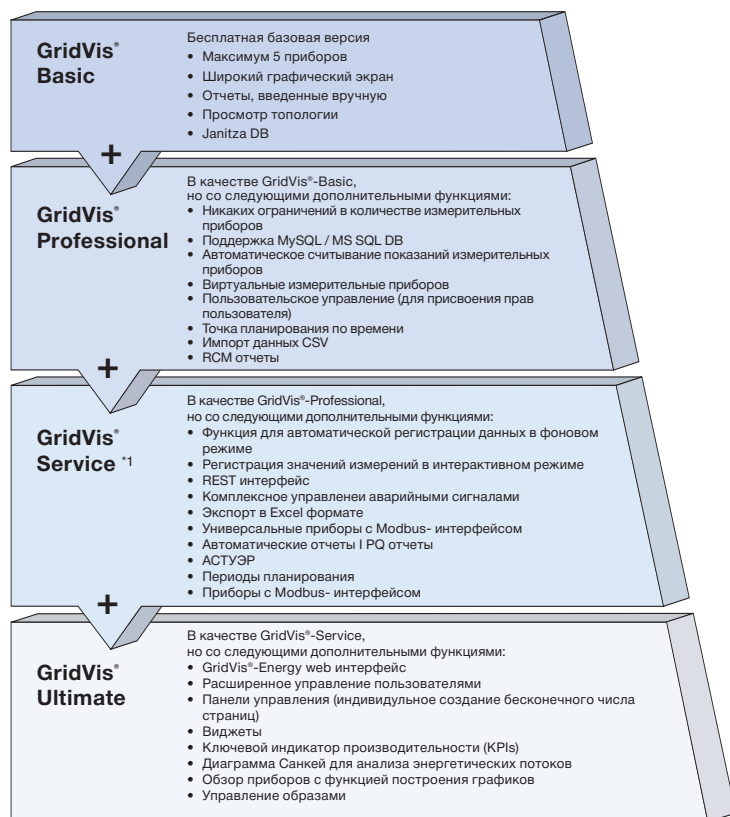 GridVis®
Basic
Бесплатная базовая версия
• Максимум 5 приборов
• Широкий графический экран
• Отчеты, введенные вручную
• Просмотр топологии
• Janitza DB
+
GridVis®
Professional
В качестве GridVis®-Basic,
но со следующими дополнительными функциями:
• Никаких ограничений в количестве измерительных
приборов
• Поддержка MySQL / MS SQL DB
• Автоматическое считывание показаний измерительных
приборов
• Виртуальные измерительные приборов
• Пользовательское управление (для присвоения прав
пользователя)
• Точка планирования по времени
• Импорт данных CSV
• RCM отчеты
+
GridVis®
Service *1
В качестве GridVis®-Professional,
но со следующими дополнительными функциями:
• Функция для автоматической регистрации данных в фоновом
режиме
• Регистрация значений измерений в интерактивном режиме
• REST интерфейс
• Комплексное управленеи аварийными сигналами
• Экспорт в Excel формате
• Универсальные приборы с Modbus- интерфейсом
• Автоматические отчеты I PQ отчеты
• АСТУЭР
• Периоды планирования
• Приборы с Modbus- интерфейсом
+
GridVis®
Ultimate
В качестве GridVis®-Service,
но со следующими дополнительными функциями:
• GridVis®-Energy web интерфейс
• Расширенное управление пользователями
• Панели управления (индивидульное создание бесконечного числа
страниц)
• Виджеты
• Ключевой индикатор производительности (KPIs)
• Диаграмма Санкей для анализа энергетических потоков
• Обзор приборов с функцией построения графиков
• Управление образами